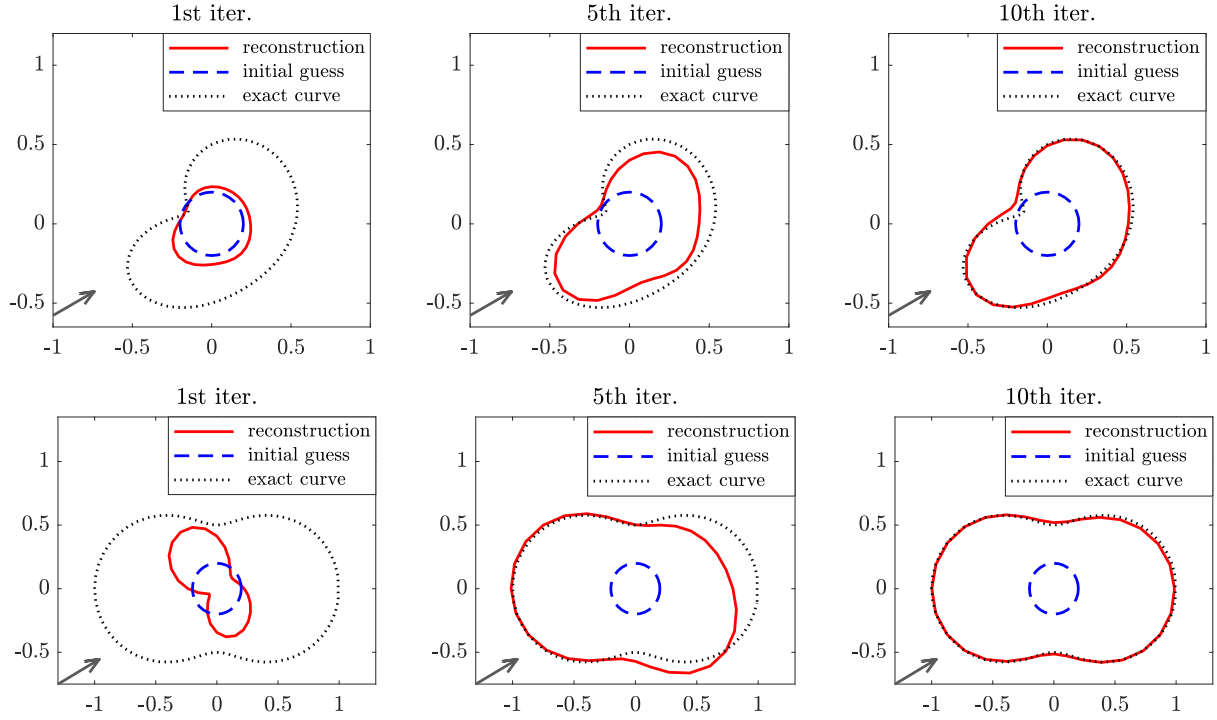 1st iter.
5th iter.
10th iter.
reconstruction
initial guess
exact curve
reconstruction
initial guess
exact curve
reconstruction
initial guess
exact curve
1
0.5
0
-0.5
1
0.5
0
-0.5
1
0.5
0
-0.5
-1 -0.5 0 0.5 1
-1 -0.5 0 0.5 1
-1 -0.5 0 0.5 1
1st iter.
5th iter.
10th iter.
reconstruction
initial guess
exact curve
reconstruction
initial guess
exact curve
reconstruction
initial guess
exact curve
1
0.5
0
-0.5
1
0.5
0
-0.5
1
0.5
0
-0.5
-1 -0.5 0 0.5 1
-1 -0.5 0 0.5 1
-1 -0.5 0 0.5 1